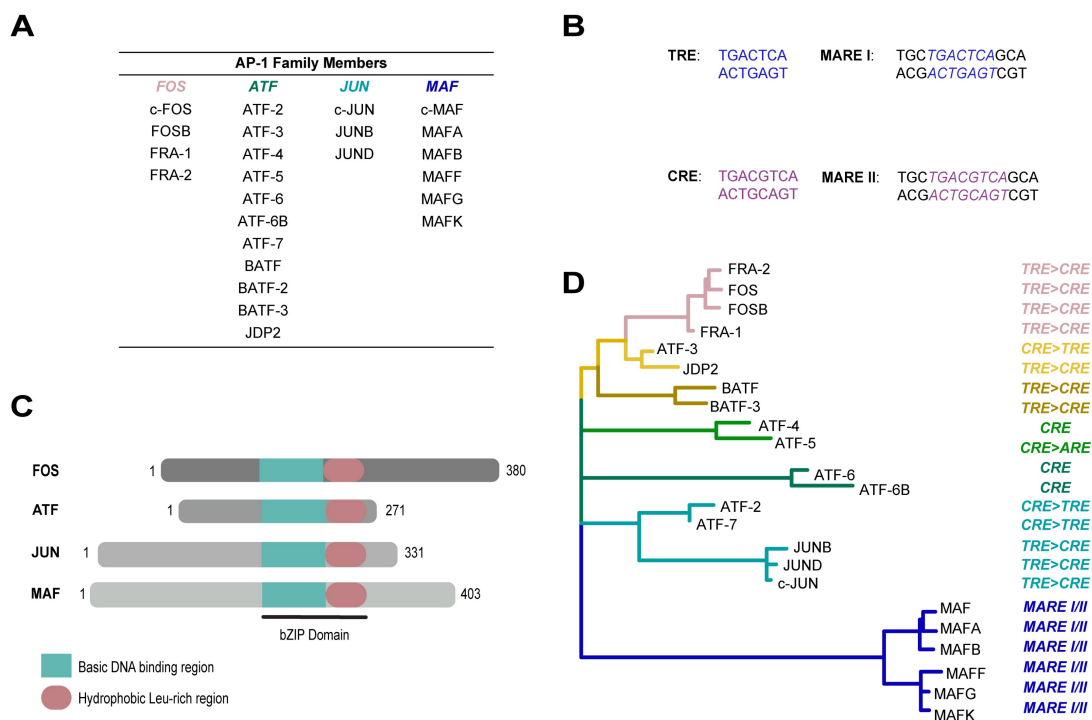 A
AP-1 Family Members
FOS ATF JUN MAF
c-FOS ATF-2 c-JUN c-MAF
FOSB ATF-3 JUNB MAFA
FRA-1 ATF-4 JUND MAFB
FRA-2 ATF-5 MAFF
ATF-6 MAFG
ATF-6B MAFK
ATF-7
BATF
BATF-2
BATF-3
JDP2
B
TRE: TGACTCA MARE I: TGCTGACTCAGCA
ACTGAGT ACGACTGAGTCGT
CRE: TGACGTCA MARE II: TGCTGACGTCAGCA
ACTGCAGT ACGACTGCAGTCGT
C
FOS 1 380
ATF 1 271
JUN 1 331
MAF 1 403
bZIP Domain
Basic DNA binding region
Hydrophobic Leu-rich region
D
FRA-2 TRE>CRE
FOS TRE>CRE
FOSB TRE>CRE
FRA-1 TRE>CRE
ATF-3 CRE>TRE
JDP2 TRE>CRE
BATF TRE>CRE
BATF-3 TRE>CRE
ATF-4 CRE
ATF-5 CRE>ARE
ATF-6 CRE
ATF-6B CRE
ATF-2 CRE>TRE
ATF-7 CRE>TRE
JUNB TRE>CRE
JUND TRE>CRE
c-JUN TRE>CRE
MAF MARE I/II
MAFA MARE I/II
MAFB MARE I/II
MAFF MARE I/II
MAFG MARE I/II
MAFK MARE I/II